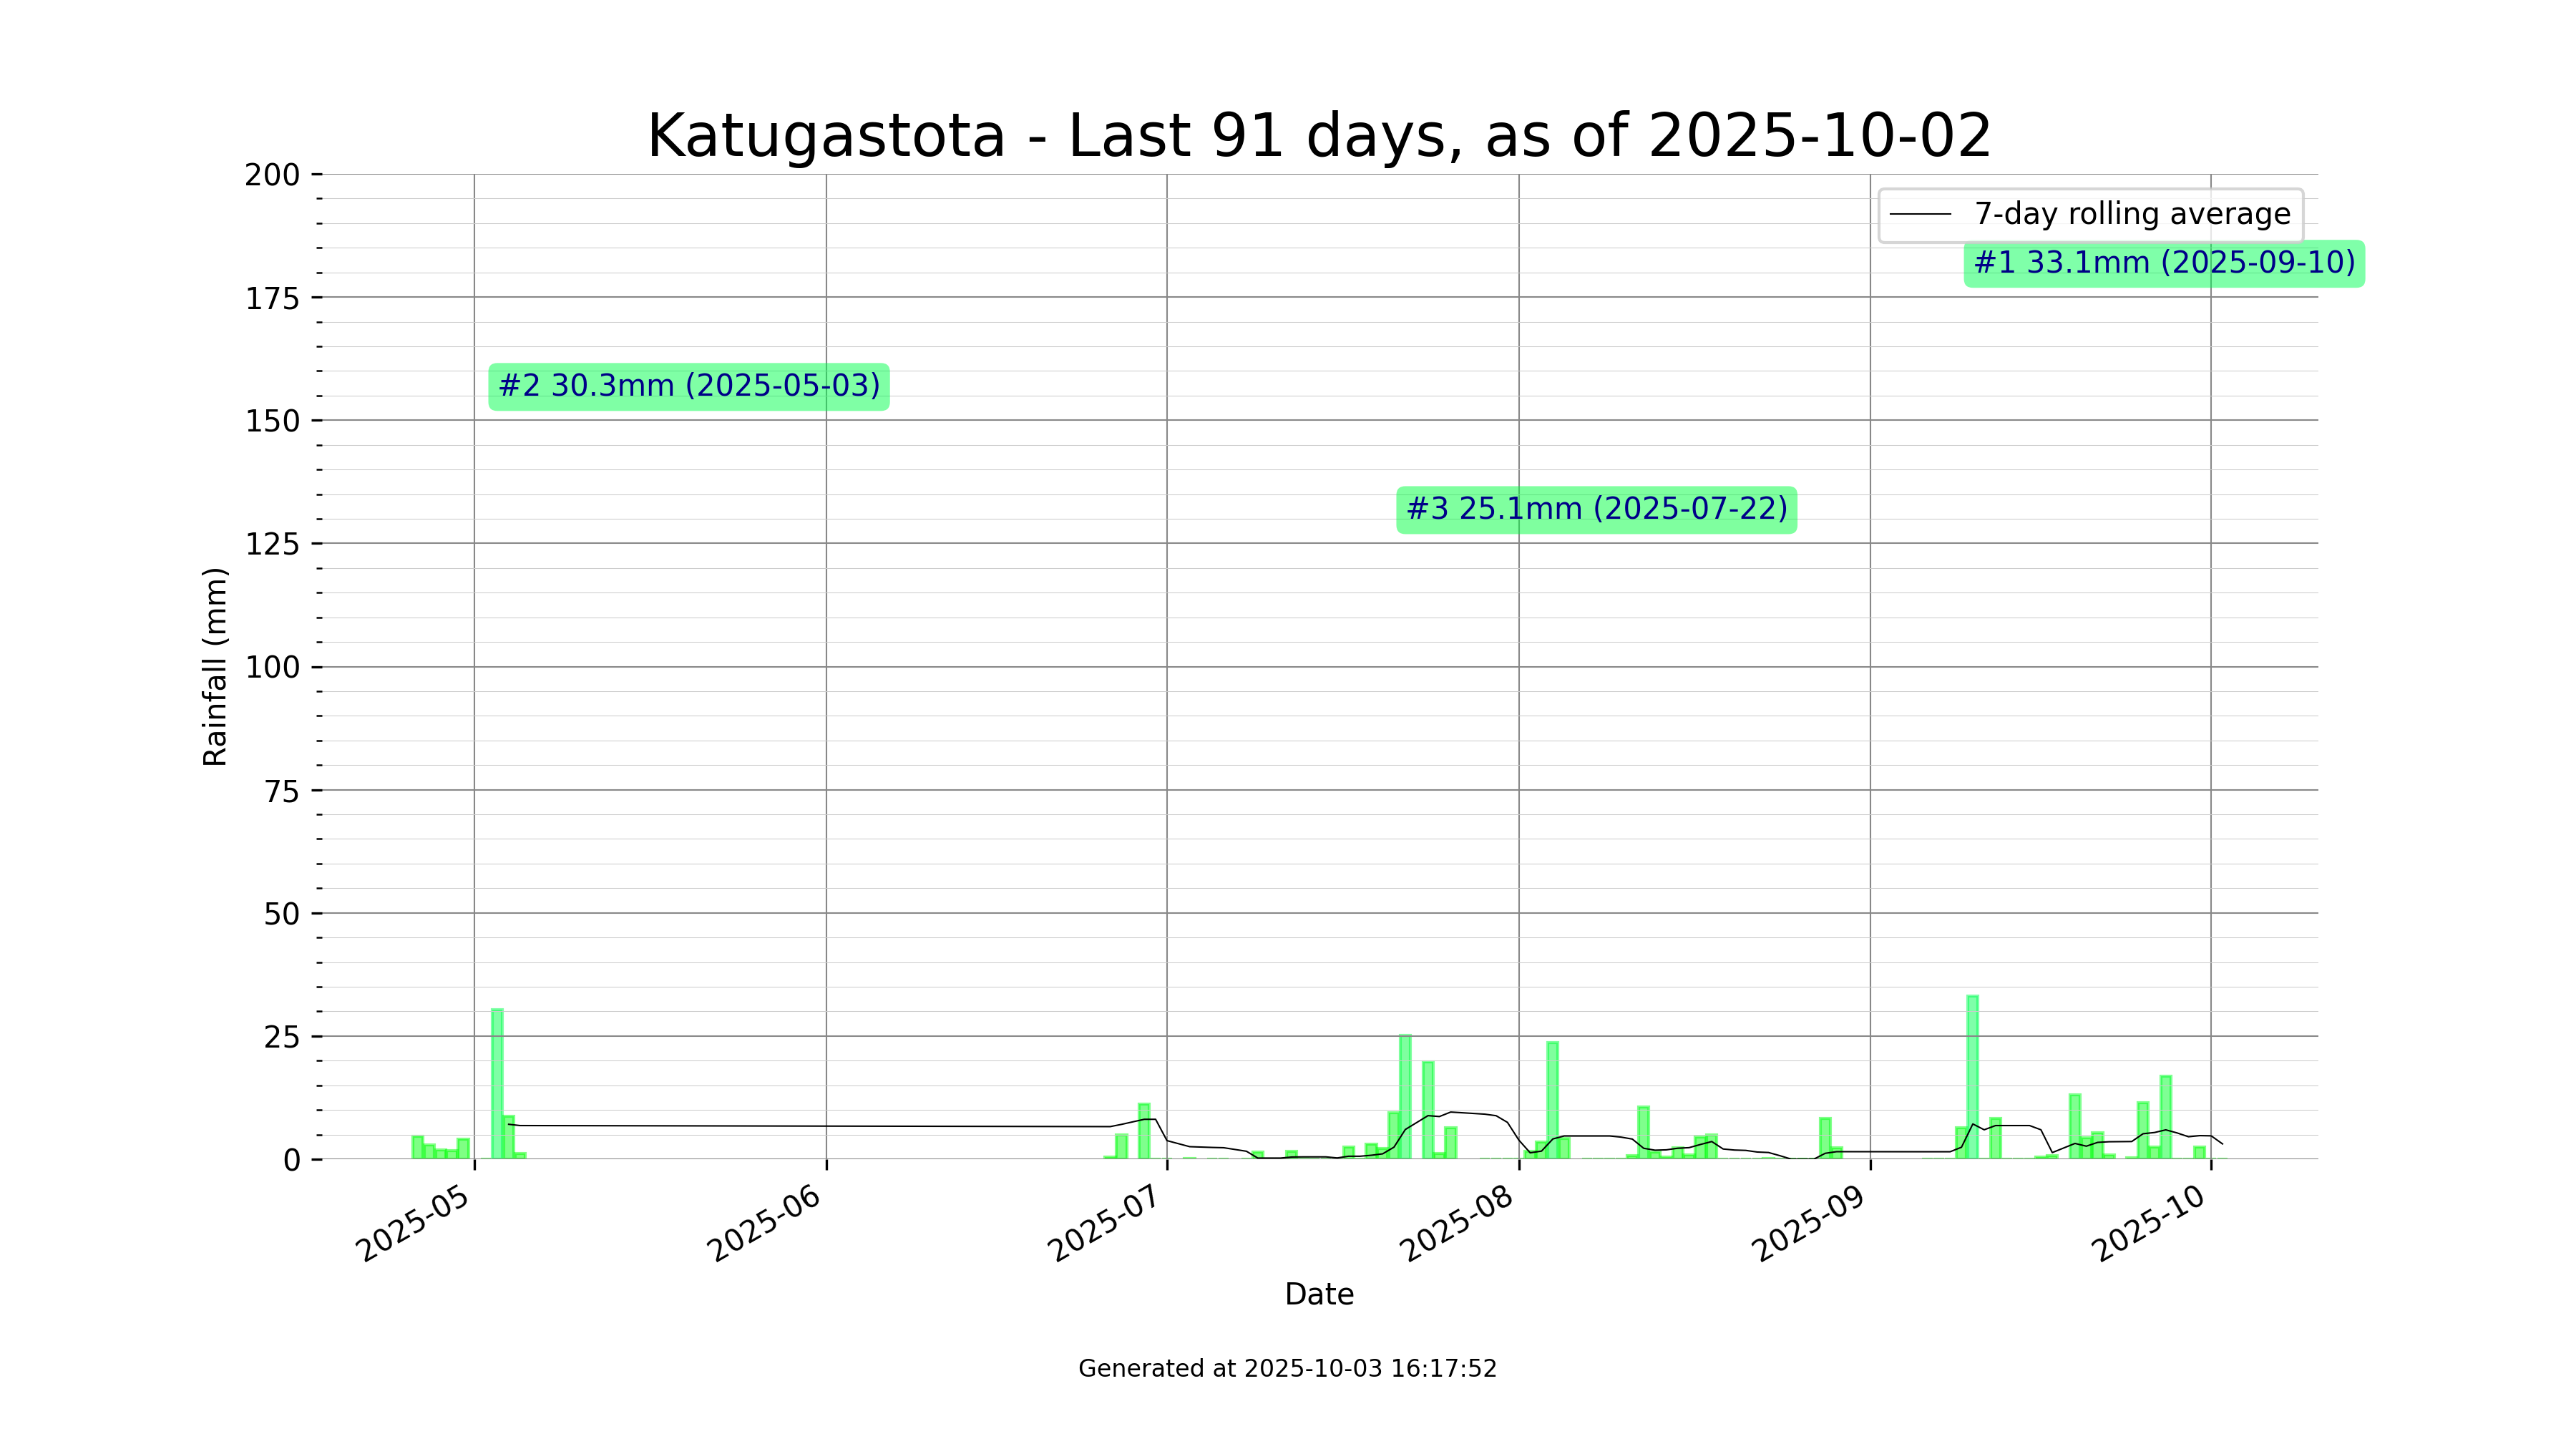 Katugastota - Last 91 days, as of 2025-10-02
7-day rolling average
#1 33.1mm (2025-09-10)
#2 30.3mm (2025-05-03)
#3 25.1mm (2025-07-22)
Rainfall (mm)
200
175
150
125
100
75
50
25
0
2025-05
2025-06
2025-07
2025-08
2025-09
2025-10
Date
Generated at 2025-10-03 16:17:52